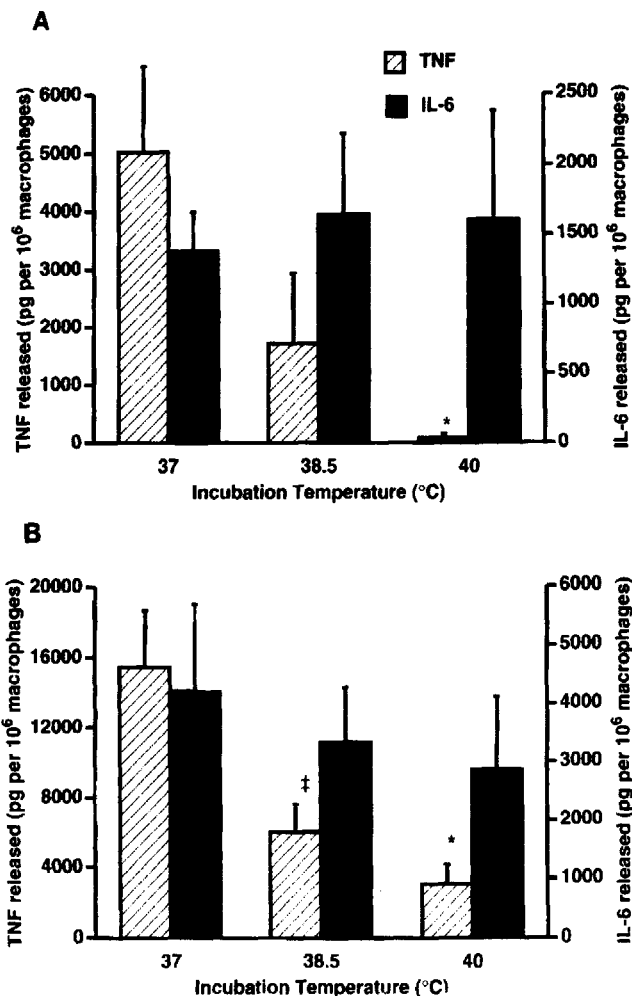 A
TNF
IL-6
TNF released (pg per 10⁶ macrophages)
6000
5000
4000
3000
2000
1000
0
2500
2000
1500
1000
500
0
IL-6 released (pg per 10⁶ macrophages)
*
37 38.5 40
Incubation Temperature (°C)
B
TNF released (pg per 10⁶ macrophages)
20000
16000
12000
8000
4000
0
6000
5000
4000
3000
2000
1000
0
IL-6 released (pg per 10⁶ macrophages)
‡
*
37 38.5 40
Incubation Temperature (°C)